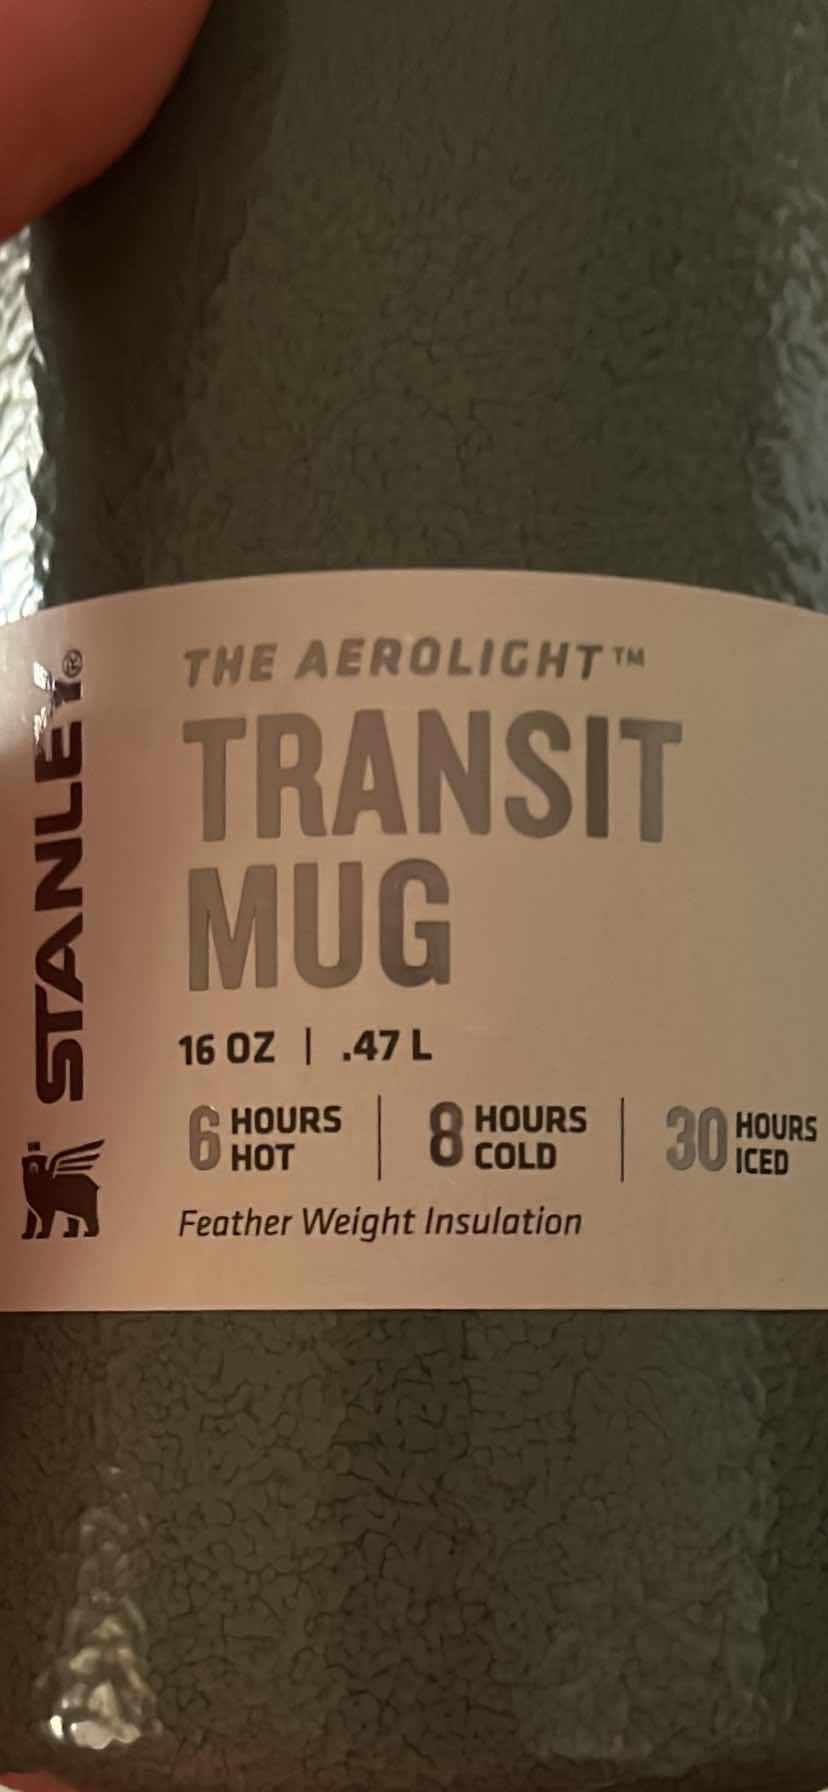 STANLEY®
THE AEROLIGHT™
TRANSIT
MUG
16 OZ | .47 L
6 HOURS HOT | 8 HOURS COLD | 30 HOURS ICED
Feather Weight Insulation